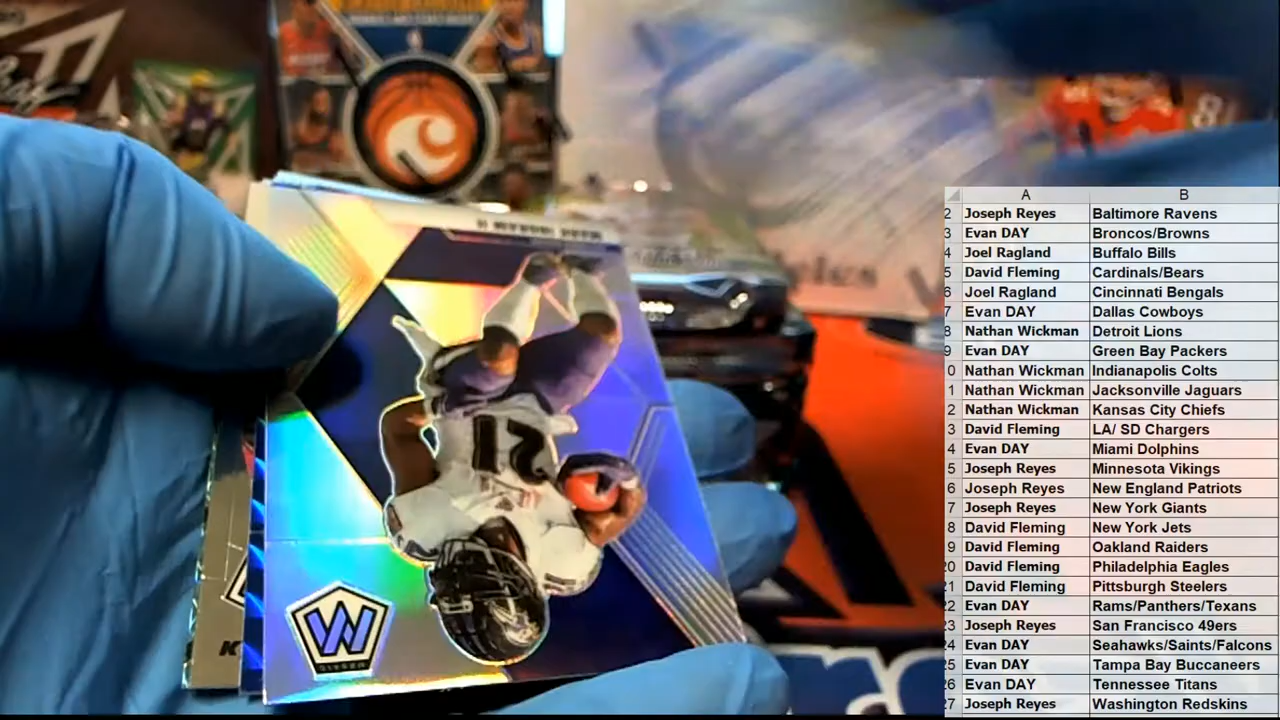 A B
2 Joseph Reyes Baltimore Ravens
3 Evan DAY Broncos/Browns
4 Joel Ragland Buffalo Bills
5 David Fleming Cardinals/Bears
6 Joel Ragland Cincinnati Bengals
7 Evan DAY Dallas Cowboys
8 Nathan Wickman Detroit Lions
9 Evan DAY Green Bay Packers
0 Nathan Wickman Indianapolis Colts
1 Nathan Wickman Jacksonville Jaguars
2 Nathan Wickman Kansas City Chiefs
3 David Fleming LA/ SD Chargers
4 Evan DAY Miami Dolphins
5 Joseph Reyes Minnesota Vikings
6 Joseph Reyes New England Patriots
7 Joseph Reyes New York Giants
8 David Fleming New York Jets
19 David Fleming Oakland Raiders
20 David Fleming Philadelphia Eagles
21 David Fleming Pittsburgh Steelers
22 Evan DAY Rams/Panthers/Texans
23 Joseph Reyes San Francisco 49ers
24 Evan DAY Seahawks/Saints/Falcons
25 Evan DAY Tampa Bay Buccaneers
26 Evan DAY Tennessee Titans
27 Joseph Reyes Washington Redskins
MARK INGRAM II
21
MOSAIC